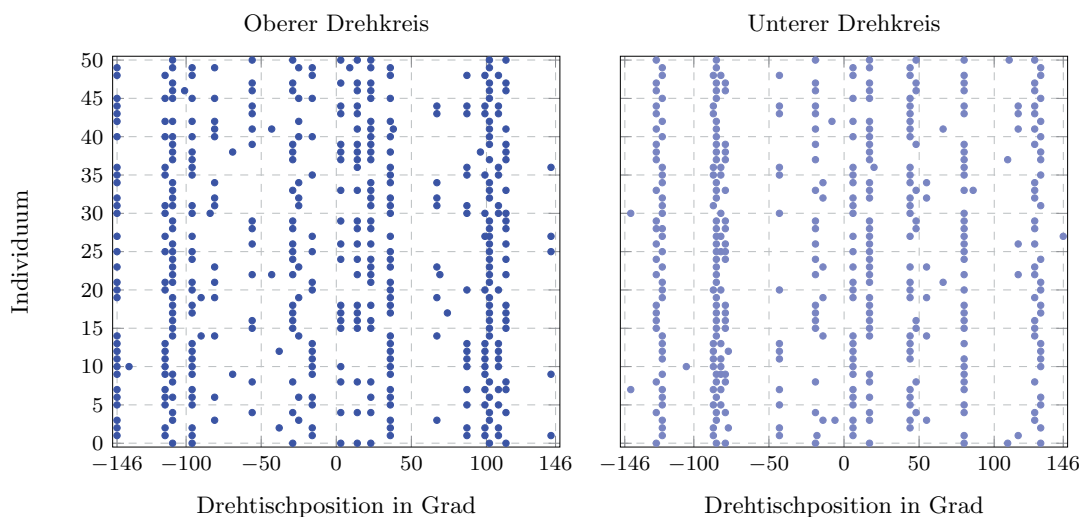 Oberer Drehkreis
Unterer Drehkreis
Individuum
50
45
40
35
30
25
20
15
10
5
0
−146 −100 −50 0 50 100 146
−146 −100 −50 0 50 100 146
Drehtischposition in Grad
Drehtischposition in Grad